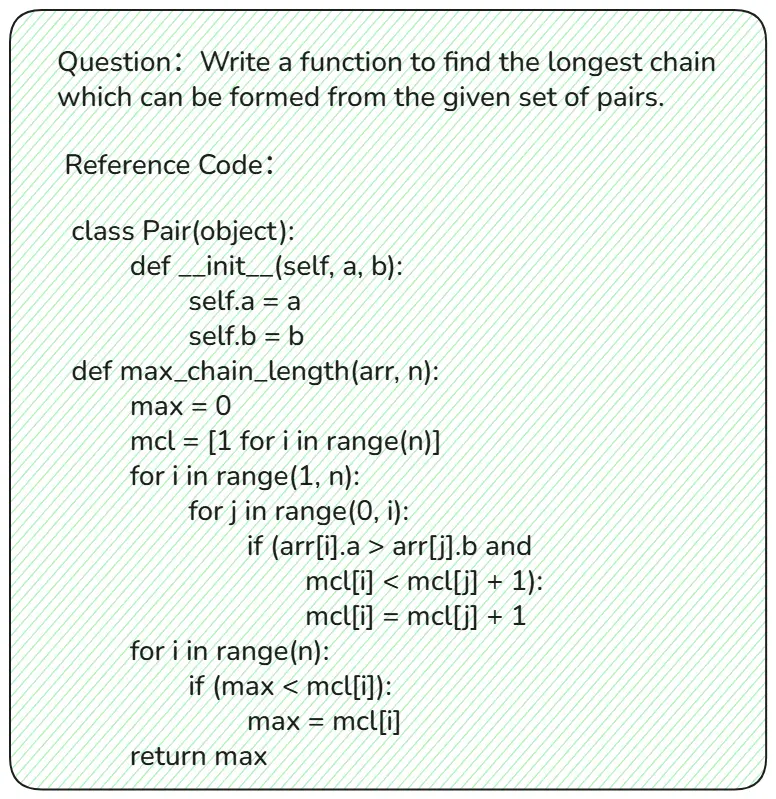 Question：Write a function to find the longest chain
which can be formed from the given set of pairs.
Reference Code：
class Pair(object):
def __init__(self, a, b):
self.a = a
self.b = b
def max_chain_length(arr, n):
max = 0
mcl = [1 for i in range(n)]
for i in range(1, n):
for j in range(0, i):
if (arr[i].a > arr[j].b and
mcl[i] < mcl[j] + 1):
mcl[i] = mcl[j] + 1
for i in range(n):
if (max < mcl[i]):
max = mcl[i]
return max